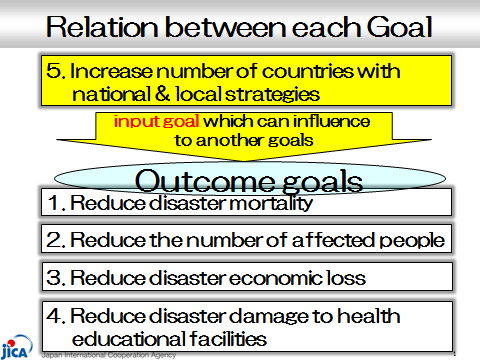 Relation between each Goal
5. Increase number of countries with
national & local strategies
input goal which can influence
to another goals
Outcome goals
1. Reduce disaster mortality
2. Reduce the number of affected people
3. Reduce disaster economic loss
4. Reduce disaster damage to health
educational facilities
jICA
Japan International Cooperation Agency